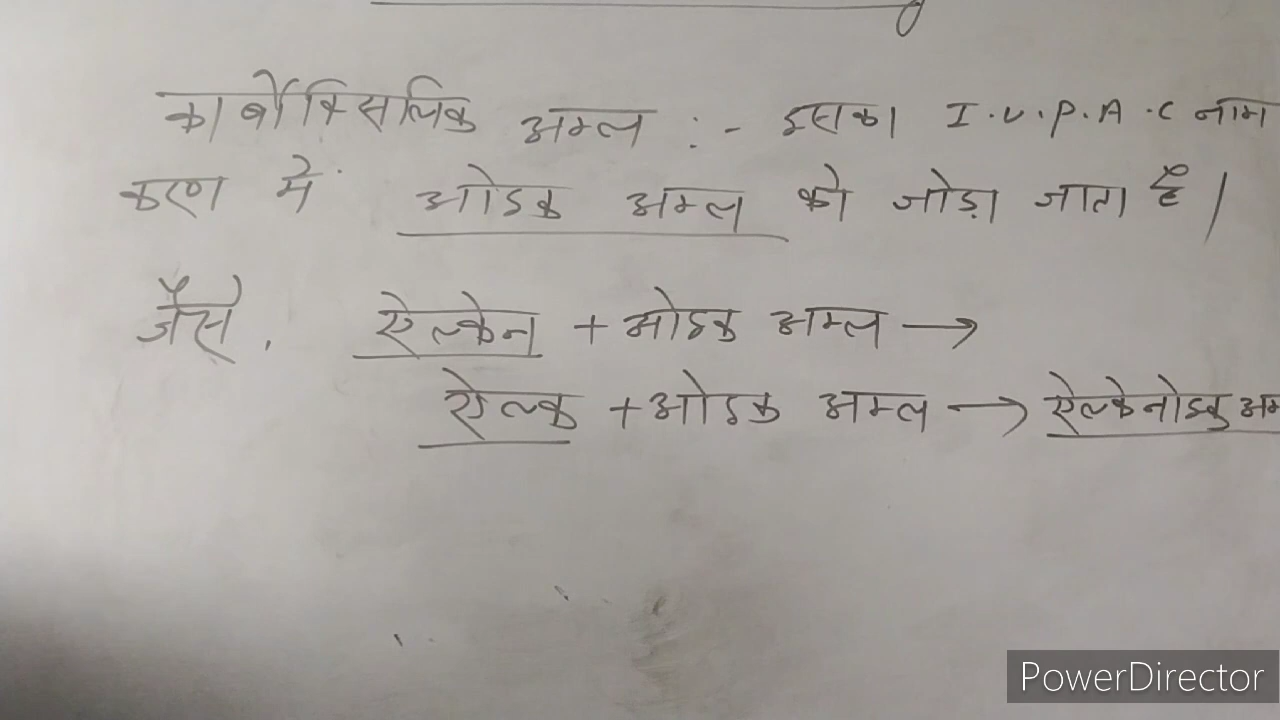 कार्बोक्सिलिक अम्ल :- इसका I.U.P.A.C नाम
करण में ओइक अम्ल को जोड़ा जाता है।
जैसे, ऐल्केन + ओइक अम्ल →
ऐल्क + ओइक अम्ल → ऐल्केनोइक अम
PowerDirector